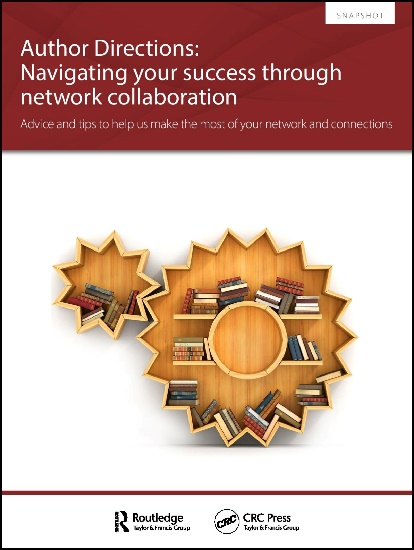 SNAPSHOT
Author Directions:
Navigating your success through
network collaboration
Advice and tips to help us make the most of your network and connections
Routledge
Taylor & Francis Group
CRC
CRC Press
Taylor & Francis Group